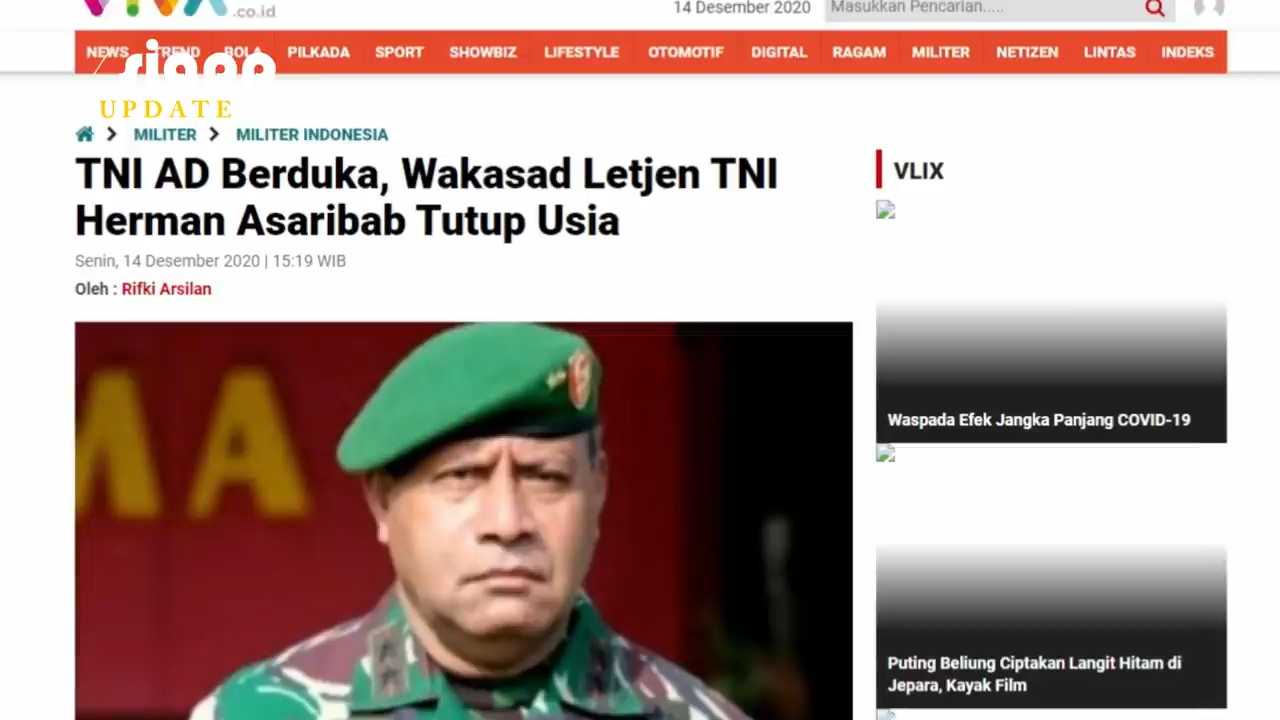 .co.id
14 Desember 2020
Masukkan Pencarian.....
NEWS TREND BOLA PILKADA SPORT SHOWBIZ LIFESTYLE OTOMOTIF DIGITAL RAGAM MILITER NETIZEN LINTAS INDEKS
UPDATE
MILITER > MILITER INDONESIA
TNI AD Berduka, Wakasad Letjen TNI
Herman Asaribab Tutup Usia
Senin, 14 Desember 2020 | 15:19 WIB
Oleh : Rifki Arsilan
MA
VLIX
Waspada Efek Jangka Panjang COVID-19
Puting Beliung Ciptakan Langit Hitam di
Jepara, Kayak Film